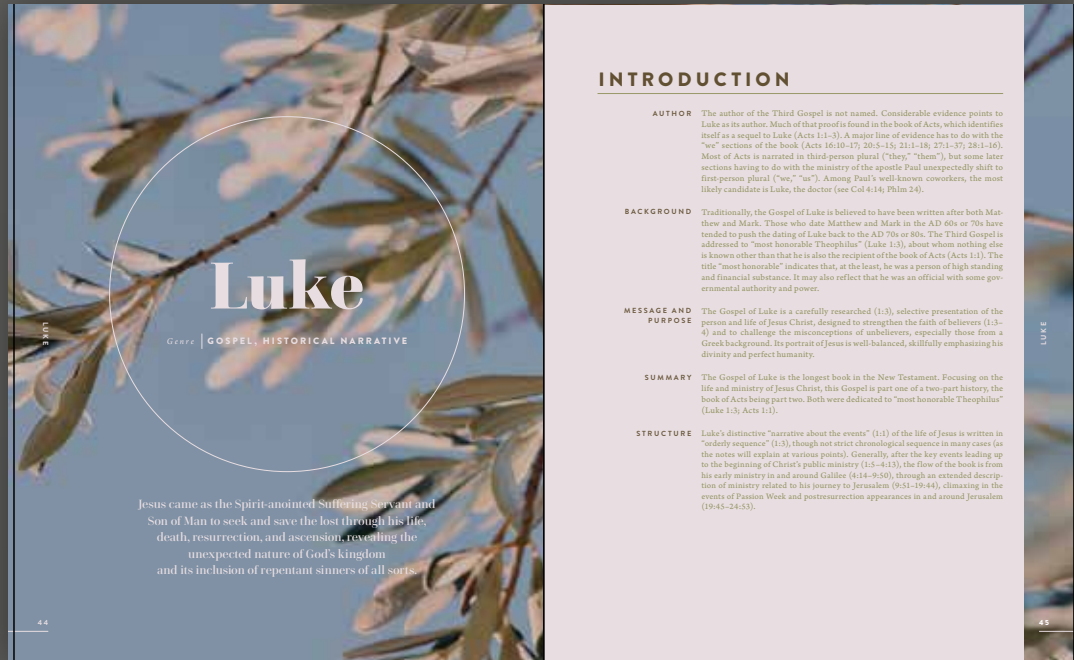 LUKE
Luke
Genre | GOSPEL, HISTORICAL NARRATIVE
Jesus came as the Spirit-anointed Suffering Servant and
Son of Man to seek and save the lost through his life,
death, resurrection, and ascension, revealing the
unexpected nature of God's kingdom
and its inclusion of repentant sinners of all sorts.
44
INTRODUCTION
AUTHOR
The author of the Third Gospel is not named. Considerable evidence points to
Luke as its author. Much of that proof is found in the book of Acts, which identifies
itself as a sequel to Luke (Acts 1:1–3). A major line of evidence has to do with the
“we” sections of the book (Acts 16:10–17; 20:5–15; 21:1–18; 27:1–37; 28:1–16).
Most of Acts is narrated in third-person plural (“they,” “them”), but some later
sections having to do with the ministry of the apostle Paul unexpectedly shift to
first-person plural (“we,” “us”). Among Paul’s well-known coworkers, the most
likely candidate is Luke, the doctor (see Col 4:14; Phlm 24).
BACKGROUND
Traditionally, the Gospel of Luke is believed to have been written after both Mat-
thew and Mark. Those who date Matthew and Mark in the AD 60s or 70s have
tended to push the dating of Luke back to the AD 70s or 80s. The Third Gospel is
addressed to “most honorable Theophilus” (Luke 1:3), about whom nothing else
is known other than that he is also the recipient of the book of Acts (Acts 1:1). The
title “most honorable” indicates that, at the least, he was a person of high standing
and financial substance. It may also reflect that he was an official with some gov-
ernmental authority and power.
MESSAGE AND
PURPOSE
The Gospel of Luke is a carefully researched (1:3), selective presentation of the
person and life of Jesus Christ, designed to strengthen the faith of believers (1:3–
4) and to challenge the misconceptions of unbelievers, especially those from a
Greek background. Its portrait of Jesus is well-balanced, skillfully emphasizing his
divinity and perfect humanity.
SUMMARY
The Gospel of Luke is the longest book in the New Testament. Focusing on the
life and ministry of Jesus Christ, this Gospel is part one of a two-part history, the
book of Acts being part two. Both were dedicated to “most honorable Theophilus”
(Luke 1:3; Acts 1:1).
STRUCTURE
Luke’s distinctive “narrative about the events” (1:1) of the life of Jesus is written in
“orderly sequence” (1:3), though not strict chronological sequence in many cases (as
the notes will explain at various points). Generally, after the key events leading up
to the beginning of Christ’s public ministry (1:5–4:13), the flow of the book is from
his early ministry in and around Galilee (4:14–9:50), through an extended descrip-
tion of ministry related to his journey to Jerusalem (9:51–19:44), climaxing in the
events of Passion Week and postresurrection appearances in and around Jerusalem
(19:45–24:53).
LUKE
45